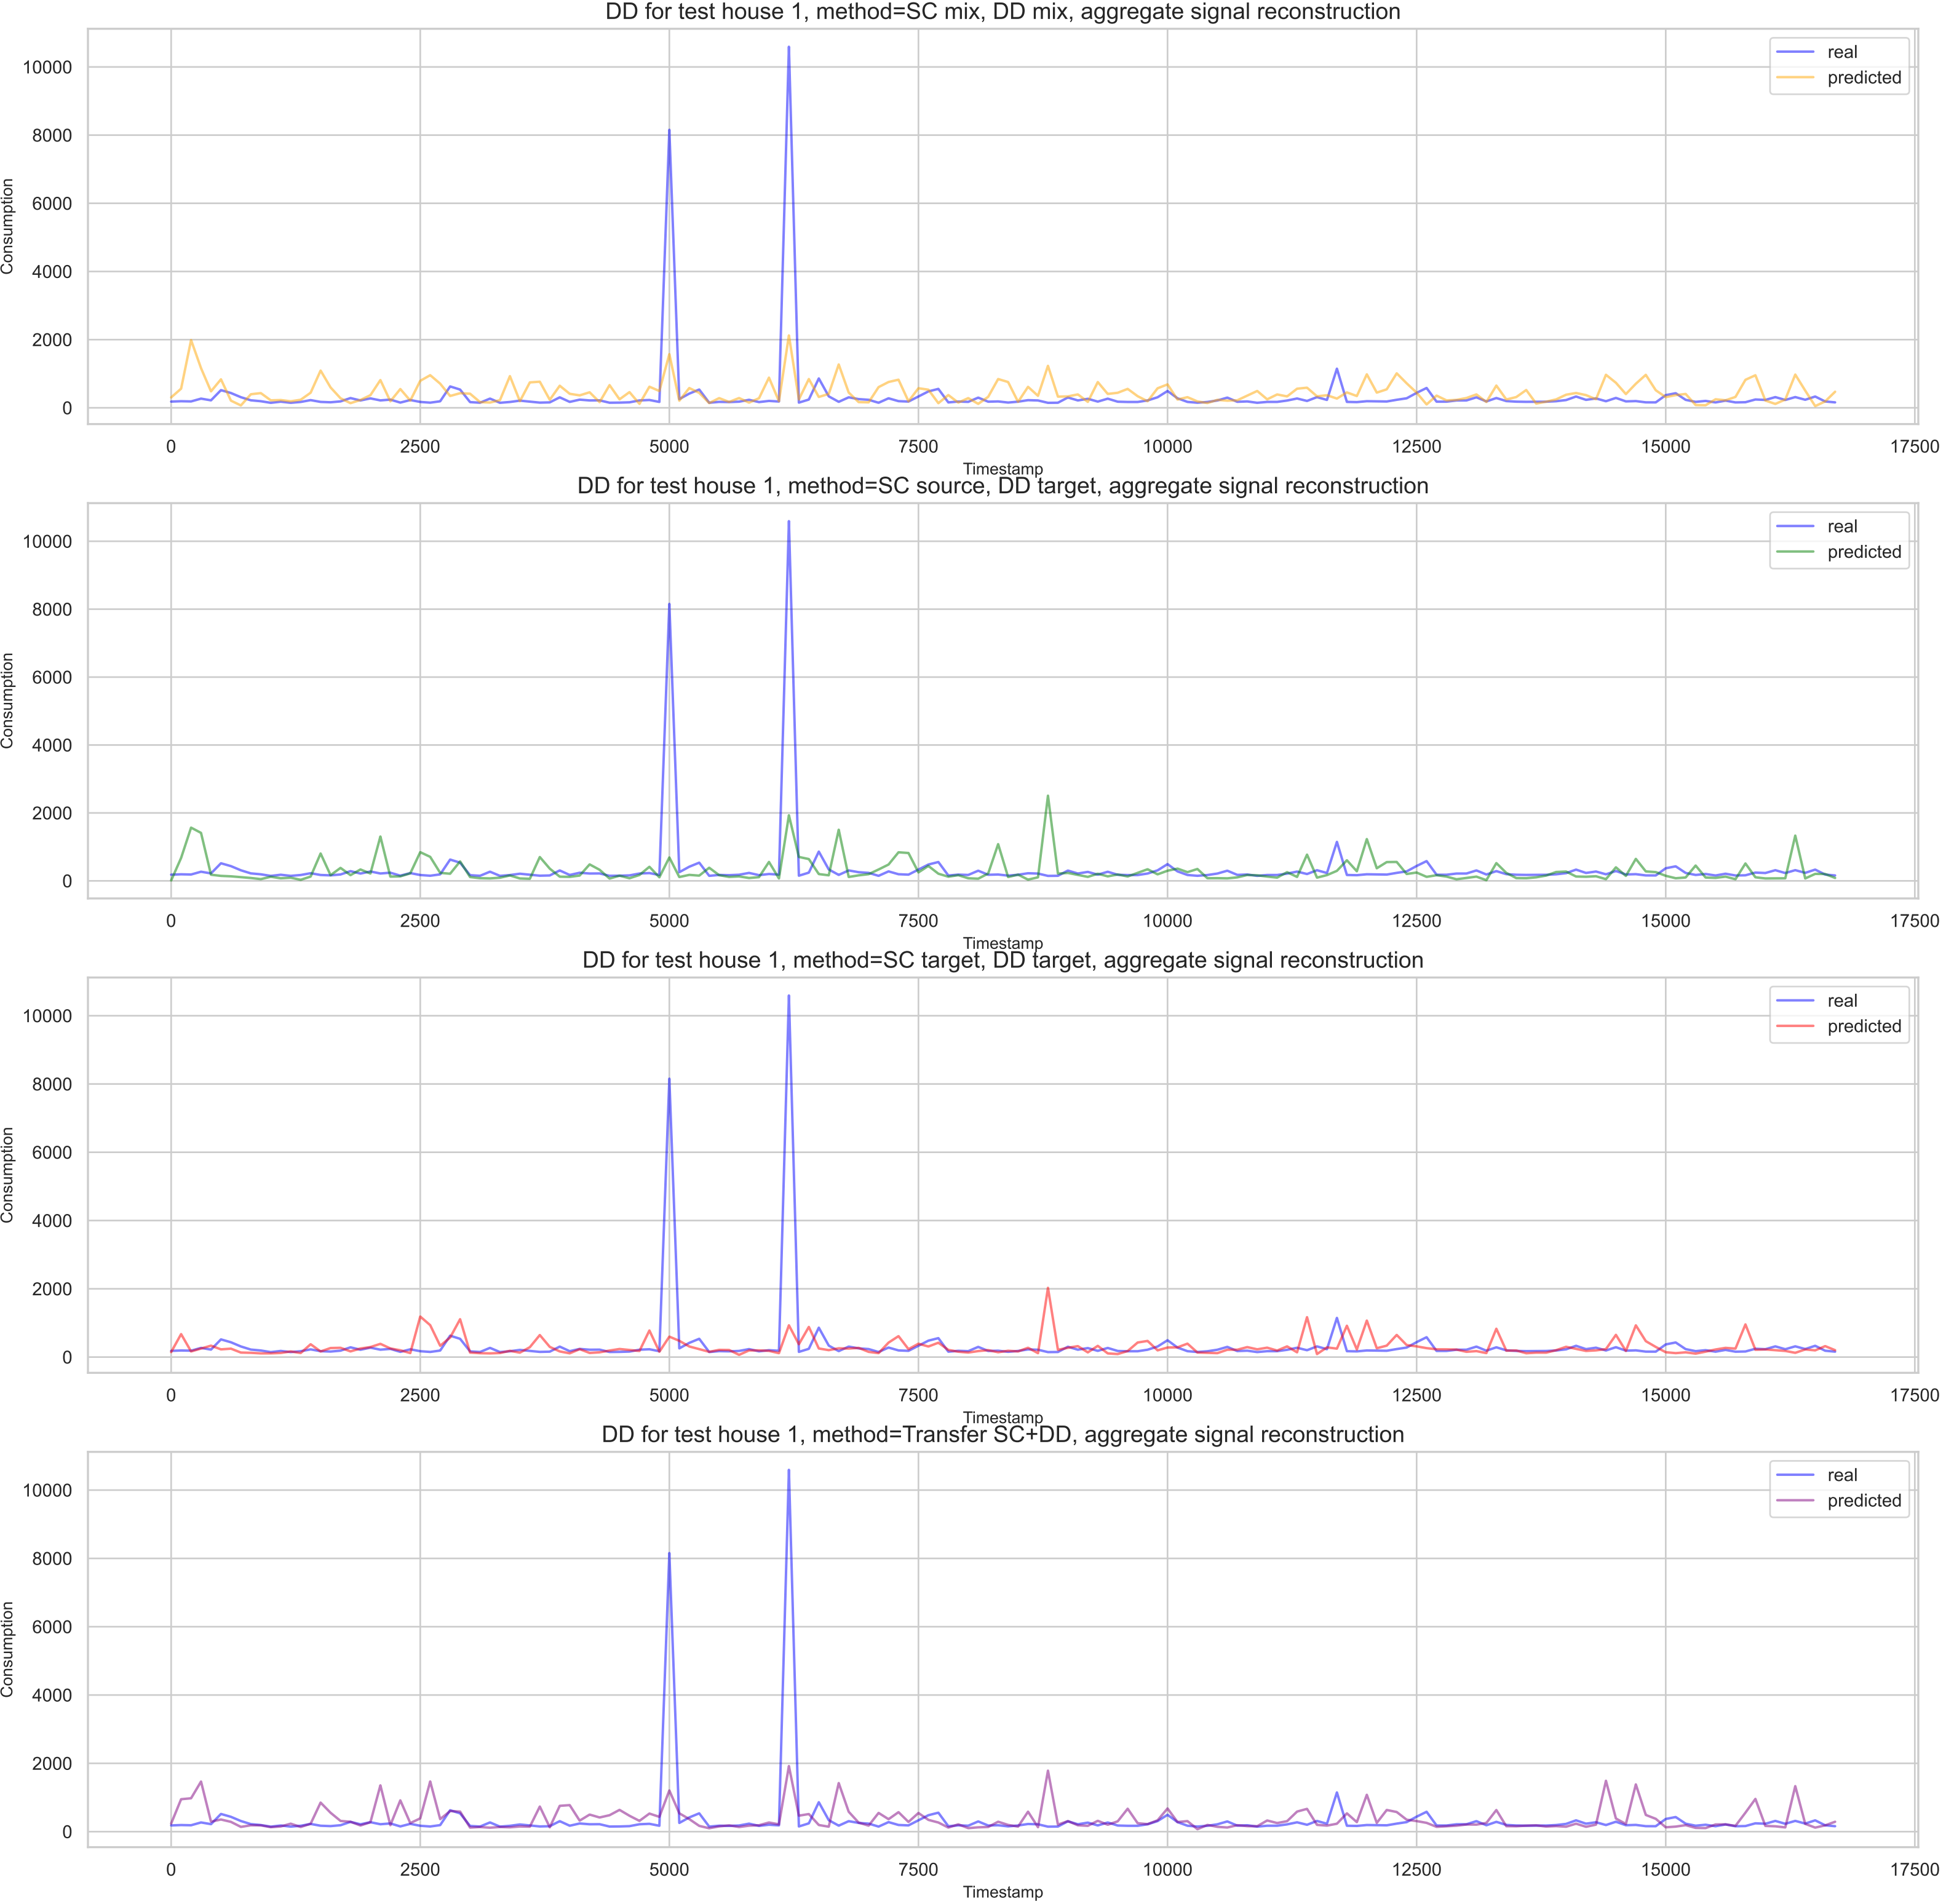 DD for test house 1, method=SC mix, DD mix, aggregate signal reconstruction
real
predicted
10000
8000
6000
4000
2000
0
Consumption
0 2500 5000 7500 10000 12500 15000 17500
Timestamp
DD for test house 1, method=SC source, DD target, aggregate signal reconstruction
real
predicted
10000
8000
6000
4000
2000
0
Consumption
0 2500 5000 7500 10000 12500 15000 17500
Timestamp
DD for test house 1, method=SC target, DD target, aggregate signal reconstruction
real
predicted
10000
8000
6000
4000
2000
0
Consumption
0 2500 5000 7500 10000 12500 15000 17500
Timestamp
DD for test house 1, method=Transfer SC+DD, aggregate signal reconstruction
real
predicted
10000
8000
6000
4000
2000
0
Consumption
0 2500 5000 7500 10000 12500 15000 17500
Timestamp